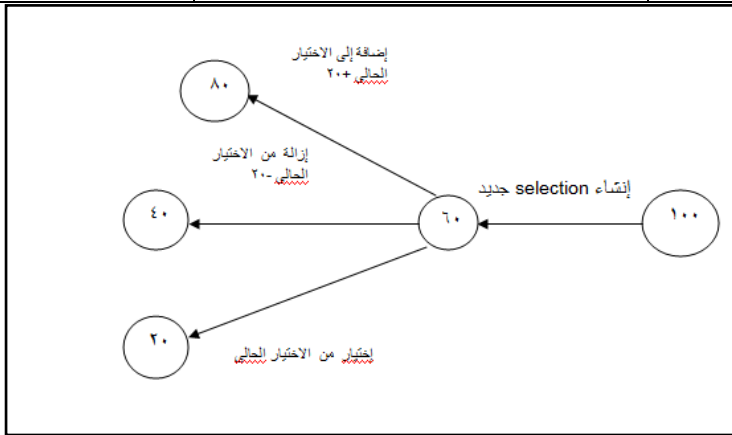 إضافة إلى الاختيار
الحالي +٢٠
٨٠
إزالة من الاختيار
الحالي -٢٠
إنشاء selection جديد
١٠٠
٦٠
٤٠
٢٠
إختيار من الاختيار الحالي